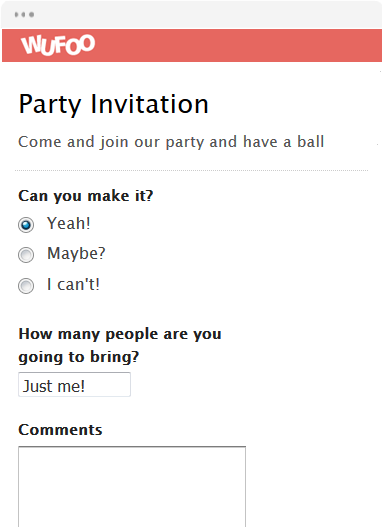 WUFOO
Party Invitation
Come and join our party and have a ball
Can you make it?
Yeah!
Maybe?
I can't!
How many people are you
going to bring?
Just me!
Comments